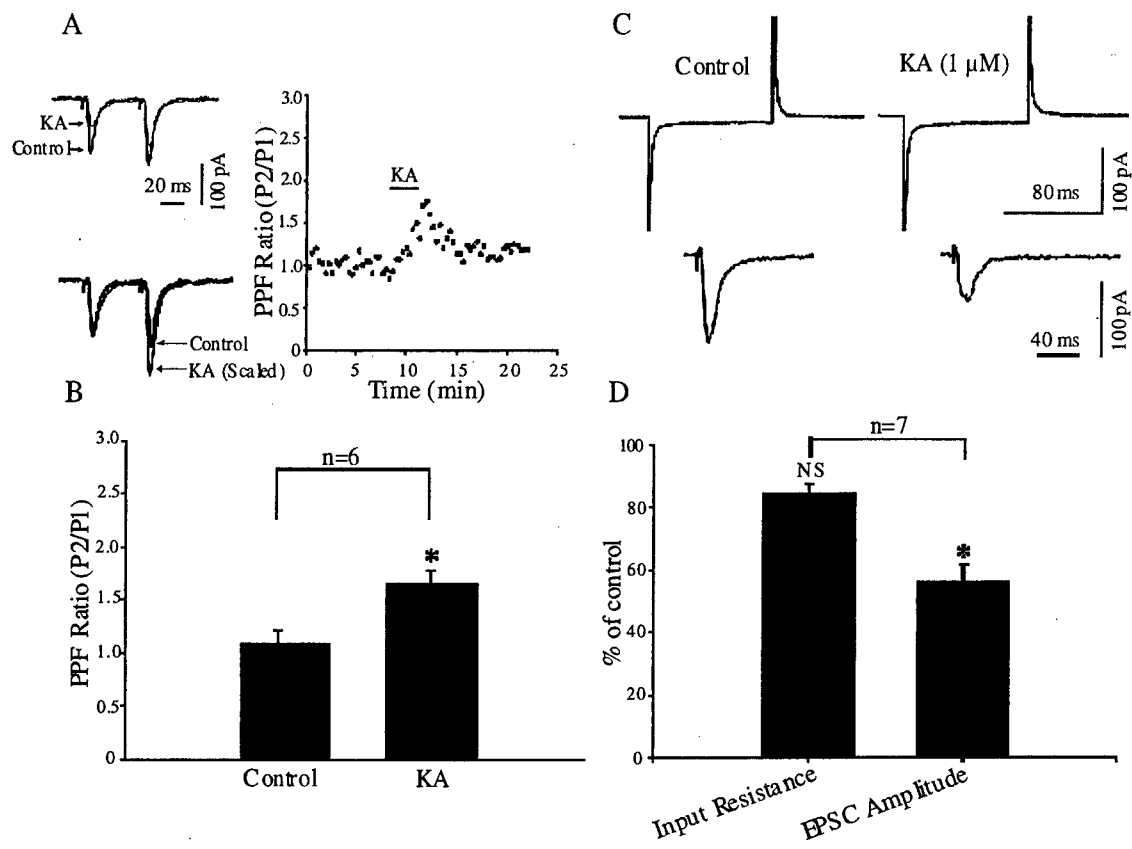 A
KA
Control
20 ms
100 pA
Control
KA (Scaled)
PPF Ratio (P2/P1)
3.0
2.5
2.0
1.5
1.0
0.5
0
KA
0 5 10 15 20 25
Time (min)
B
PPF Ratio (P2/P1)
3.0
2.5
2.0
1.5
1.0
0.5
0
n=6
*
Control KA
C
Control KA (1 µM)
80 ms
100 pA
40 ms
100 pA
D
% of control
100
80
60
40
20
0
n=7
NS
*
Input Resistance
EPSC Amplitude